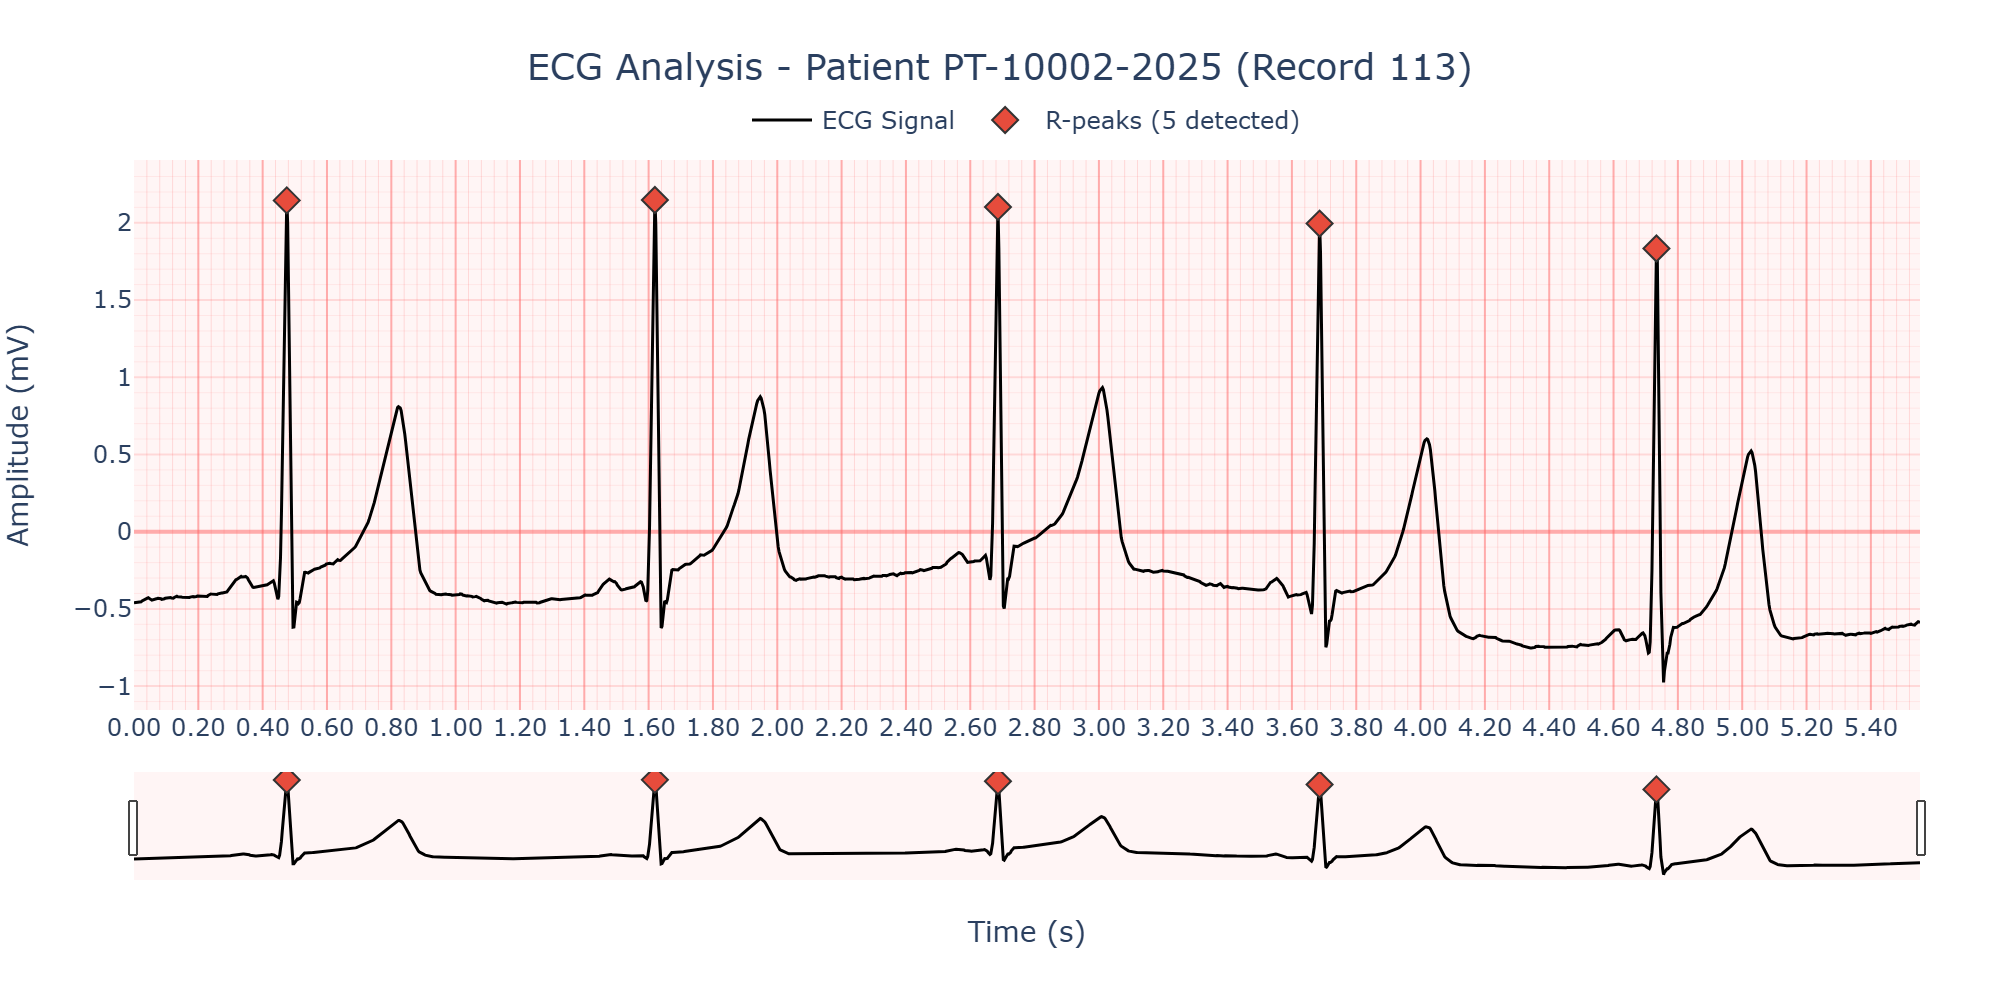 ECG Analysis - Patient PT-10002-2025 (Record 113)
ECG Signal R-peaks (5 detected)
Amplitude (mV)
2
1.5
1
0.5
0
−0.5
−1
0.00 0.20 0.40 0.60 0.80 1.00 1.20 1.40 1.60 1.80 2.00 2.20 2.40 2.60 2.80 3.00 3.20 3.40 3.60 3.80 4.00 4.20 4.40 4.60 4.80 5.00 5.20 5.40
Time (s)